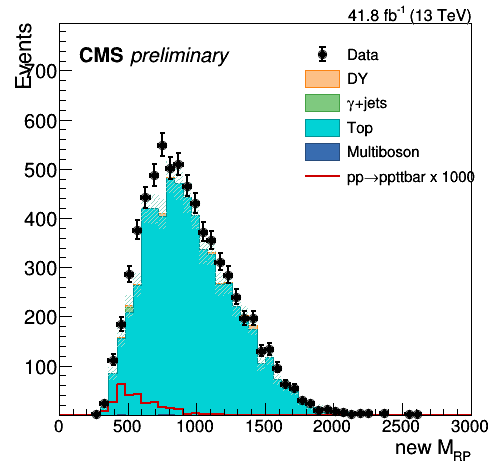 41.8 fb⁻¹ (13 TeV)
Events
CMS preliminary
Data
DY
γ+jets
Top
Multiboson
pp→ppttbar x 1000
700
600
500
400
300
200
100
0 500 1000 1500 2000 2500 3000
new M_RP